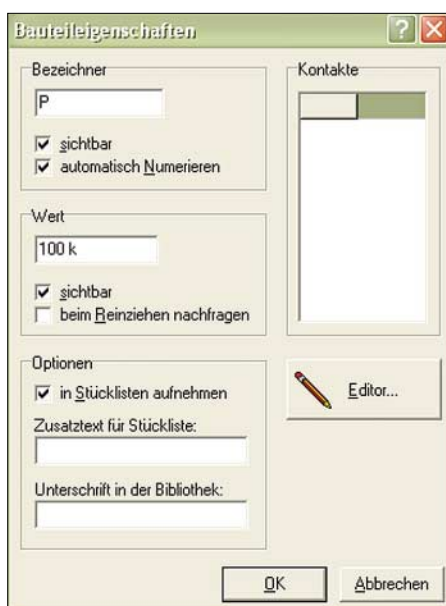 Bauteileigenschaften
Bezeichner
P
sichtbar
automatisch Numerieren
Wert
100 k
sichtbar
beim Reinziehen nachfragen
Optionen
in Stücklisten aufnehmen
Zusatztext für Stückliste:
Unterschrift in der Bibliothek:
Kontakte
Editor...
OK
Abbrechen